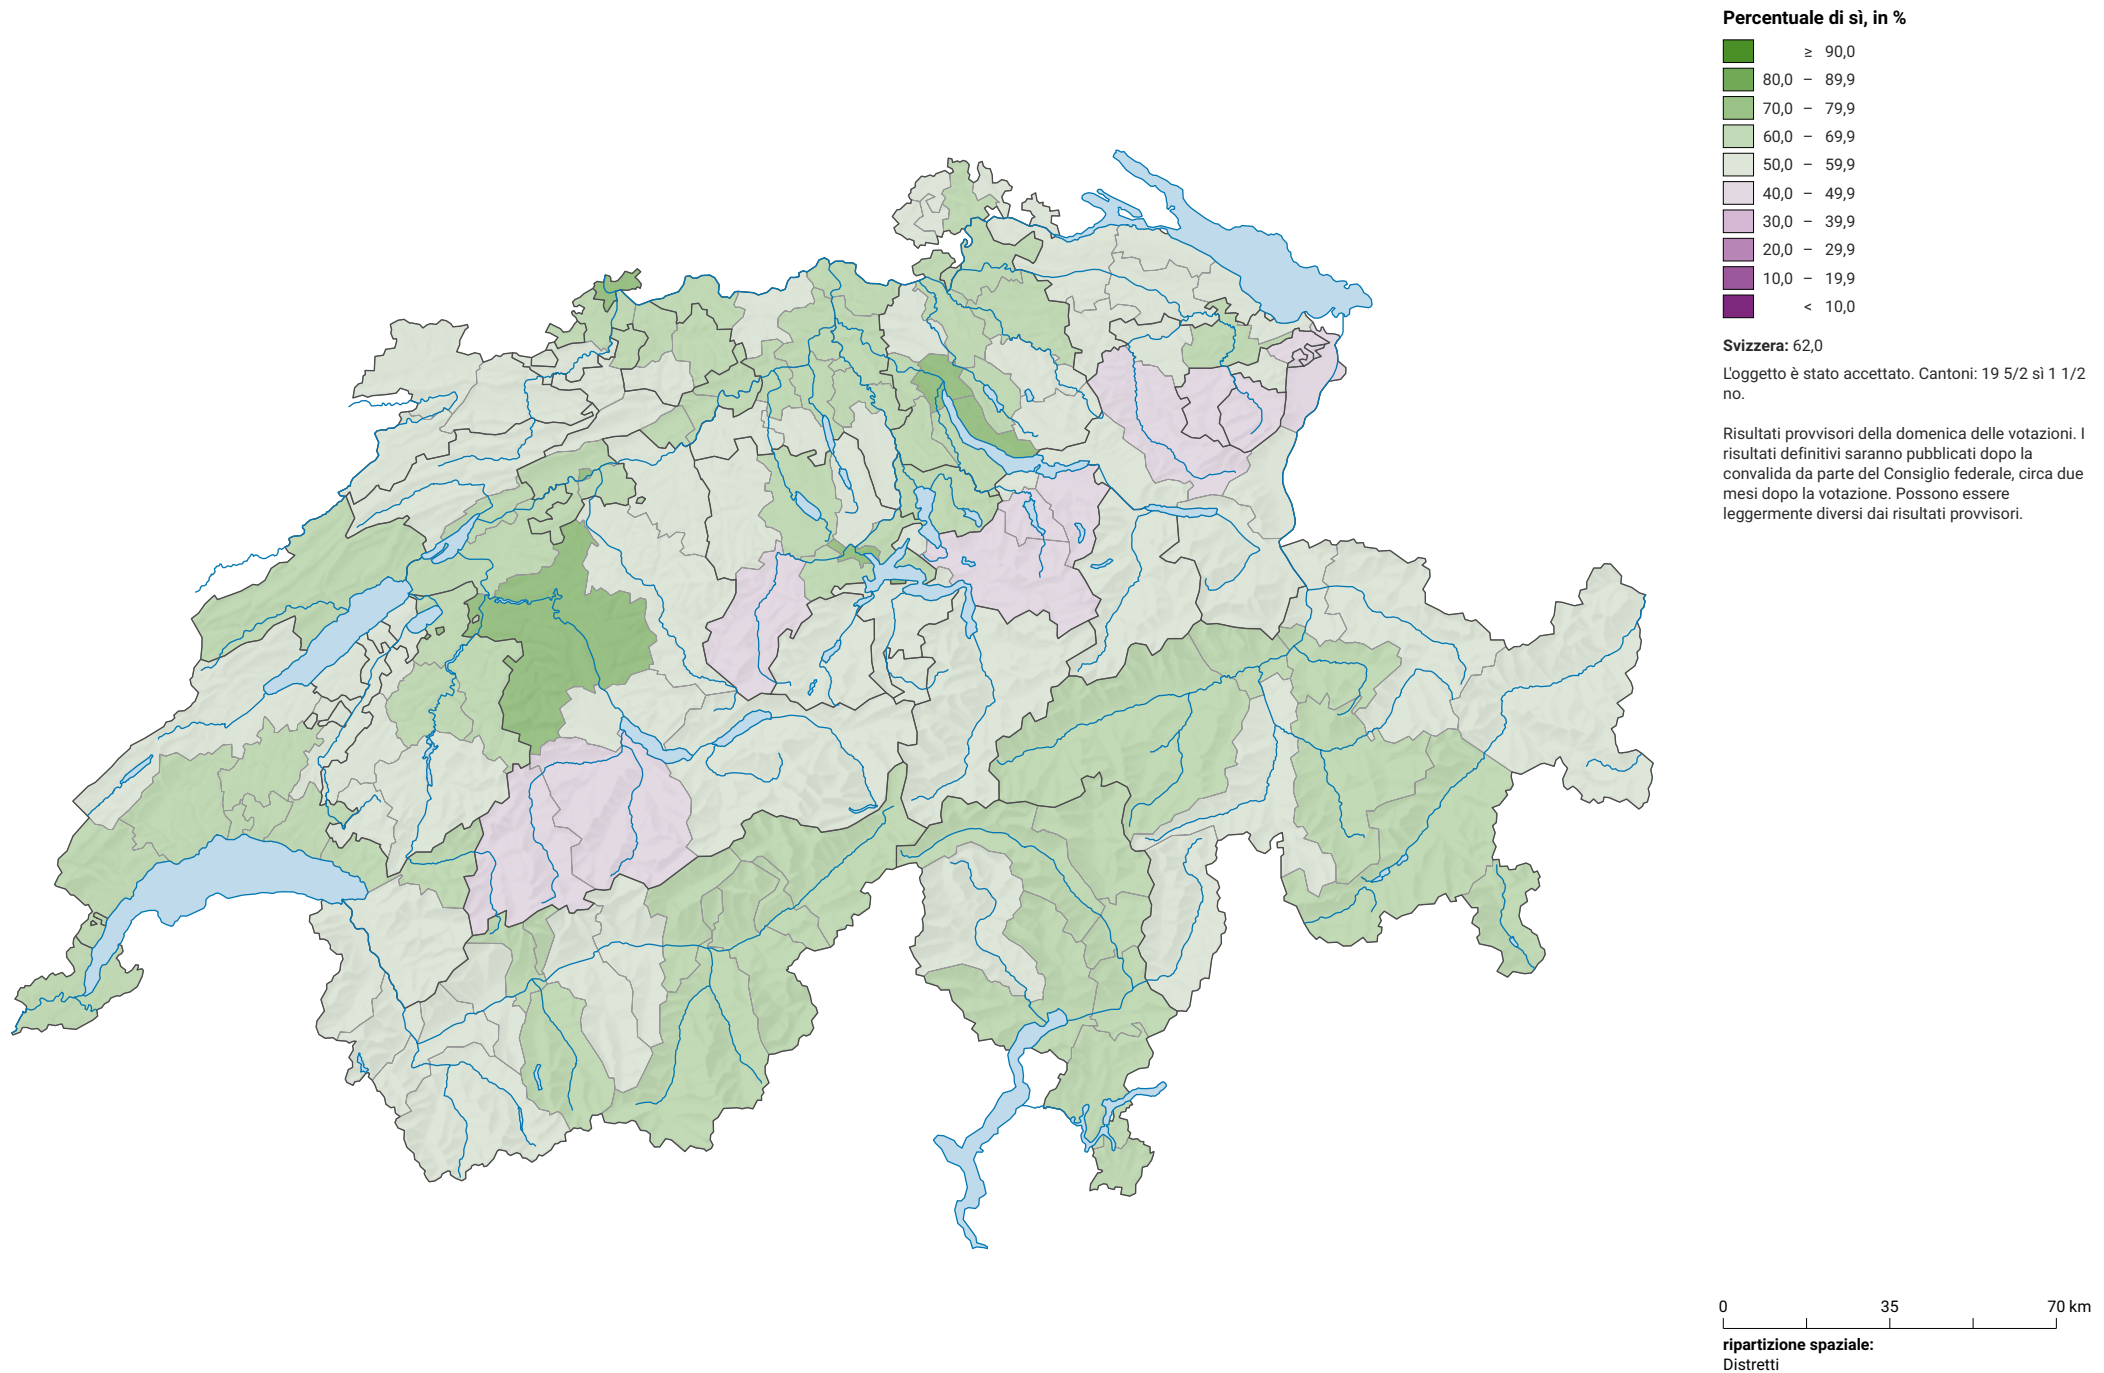 Percentuale di sì, in %
≥ 90,0
80,0 – 89,9
70,0 – 79,9
60,0 – 69,9
50,0 – 59,9
40,0 – 49,9
30,0 – 39,9
20,0 – 29,9
10,0 – 19,9
< 10,0
Svizzera: 62,0
L'oggetto è stato accettato. Cantoni: 19 5/2 sì 1 1/2
no.
Risultati provvisori della domenica delle votazioni. I
risultati definitivi saranno pubblicati dopo la
convalida da parte del Consiglio federale, circa due
mesi dopo la votazione. Possono essere
leggermente diversi dai risultati provvisori.
0 35 70 km
ripartizione spaziale:
Distretti